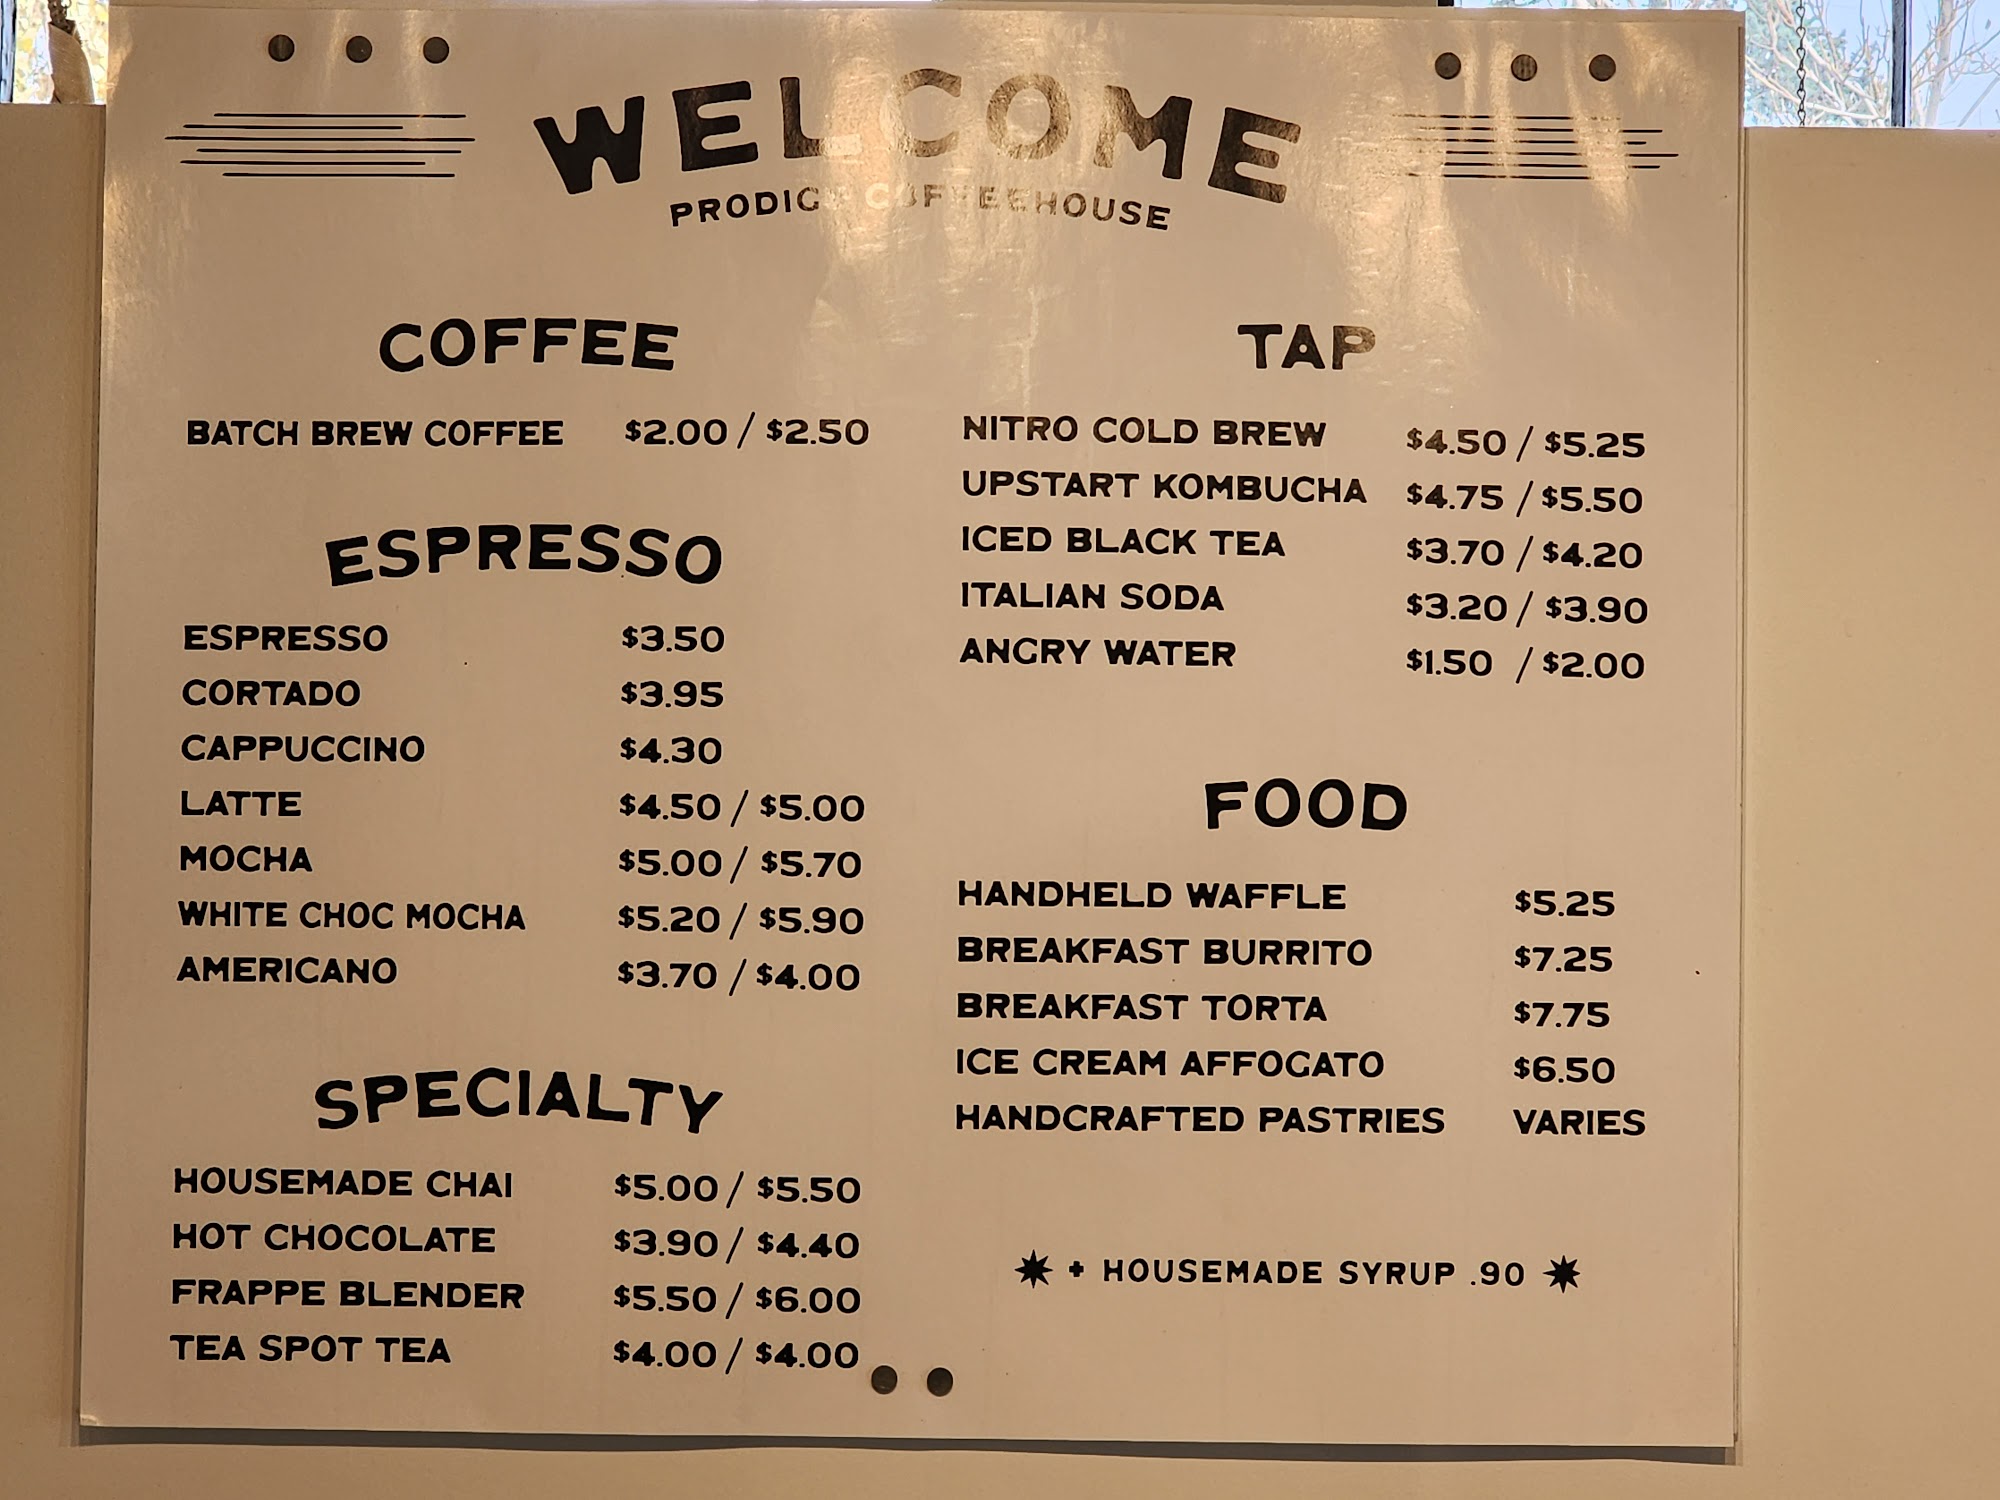 WELCOME
PRODIGY COFFEEHOUSE
COFFEE
BATCH BREW COFFEE $2.00 / $2.50
ESPRESSO
ESPRESSO $3.50
CORTADO $3.95
CAPPUCCINO $4.30
LATTE $4.50 / $5.00
MOCHA $5.00 / $5.70
WHITE CHOC MOCHA $5.20 / $5.90
AMERICANO $3.70 / $4.00
SPECIALTY
HOUSEMADE CHAI $5.00 / $5.50
HOT CHOCOLATE $3.90 / $4.40
FRAPPE BLENDER $5.50 / $6.00
TEA SPOT TEA $4.00 / $4.00
TAP
NITRO COLD BREW $4.50 / $5.25
UPSTART KOMBUCHA $4.75 / $5.50
ICED BLACK TEA $3.70 / $4.20
ITALIAN SODA $3.20 / $3.90
ANGRY WATER $1.50 / $2.00
FOOD
HANDHELD WAFFLE $5.25
BREAKFAST BURRITO $7.25
BREAKFAST TORTA $7.75
ICE CREAM AFFOGATO $6.50
HANDCRAFTED PASTRIES VARIES
+ HOUSEMADE SYRUP .90